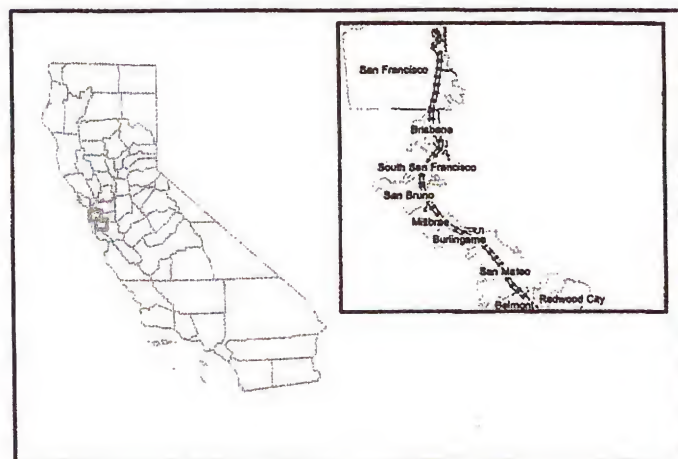 San Francisco
Brisbane
South San Francisco
San Bruno
Millbrae
Burlingame
San Mateo
Redwood City
Belmont